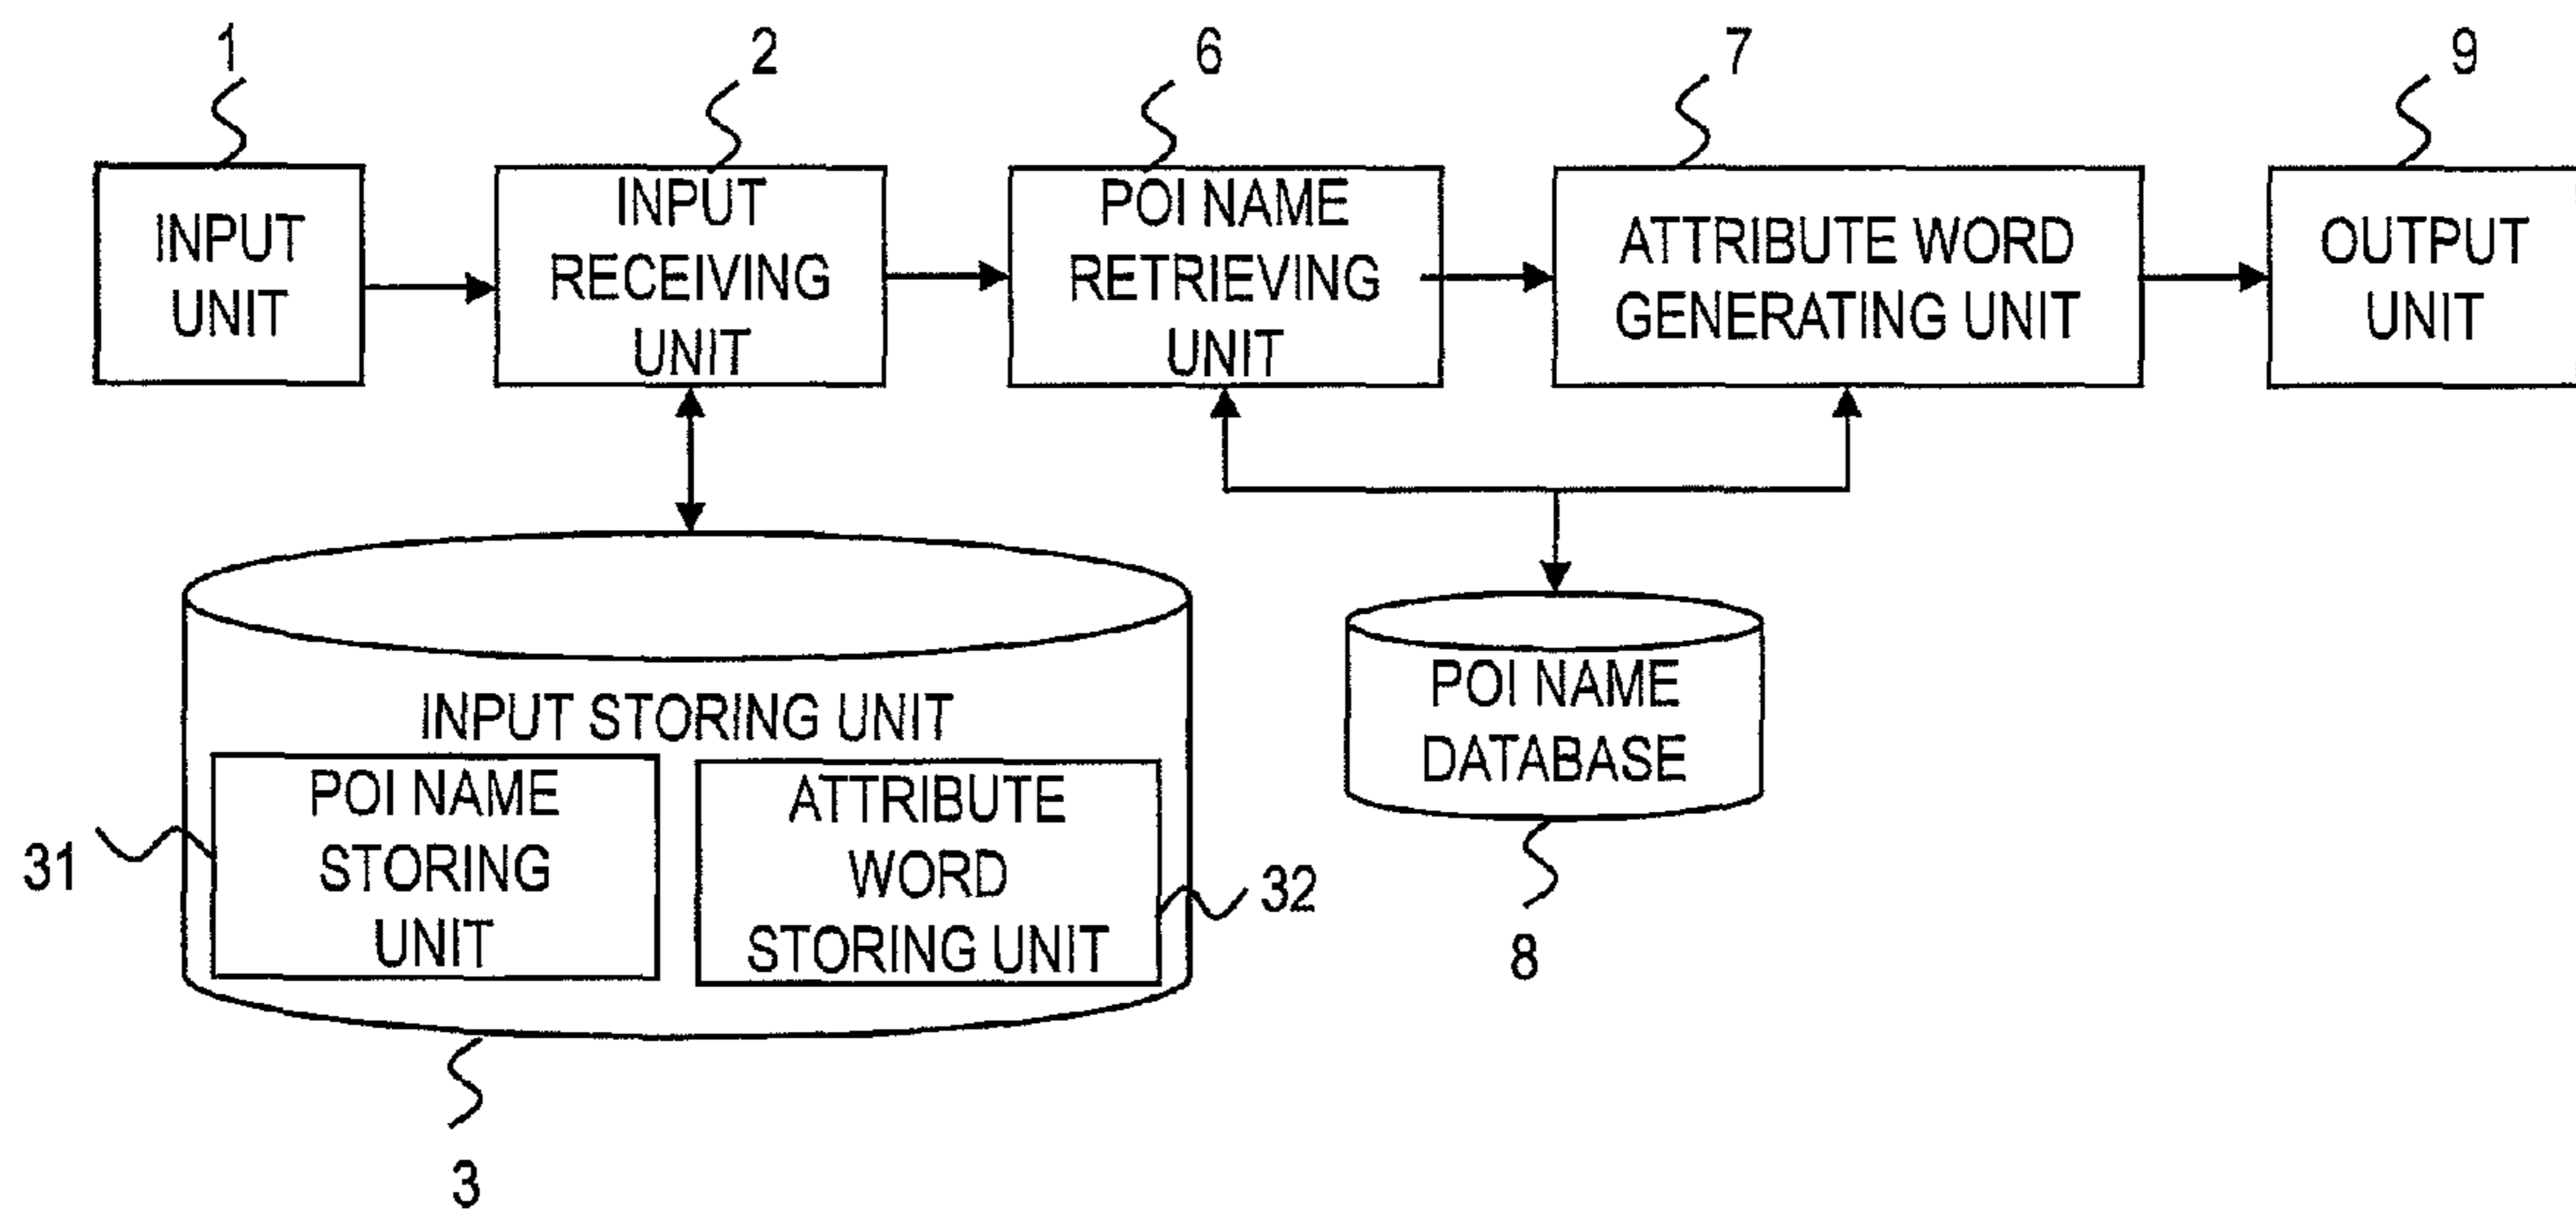 1
2
6
7
9
INPUT
UNIT
INPUT
RECEIVING
UNIT
POI NAME
RETRIEVING
UNIT
ATTRIBUTE WORD
GENERATING UNIT
OUTPUT
UNIT
INPUT STORING UNIT
POI NAME
STORING
UNIT
ATTRIBUTE
WORD
STORING UNIT
31
32
3
POI NAME
DATABASE
8